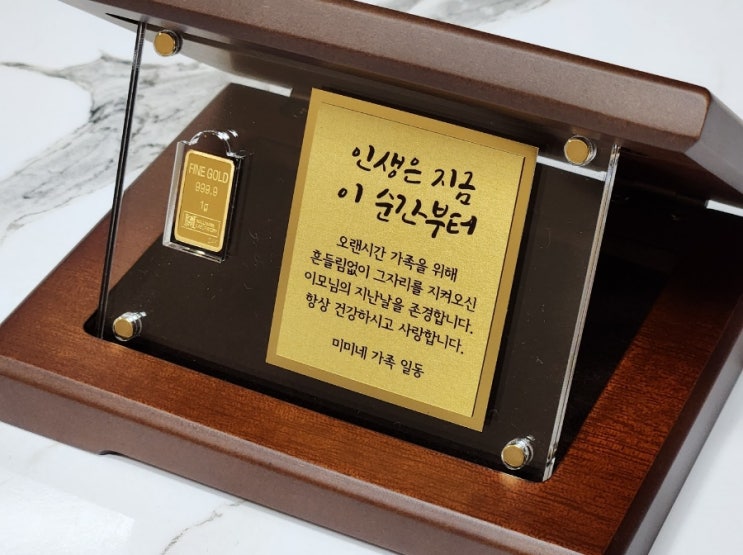 FINE GOLD
999.9
1g
인생은 지금
이 순간부터
오랜시간 가족을 위해
흔들림없이 그자리를 지켜오신
이모님의 지난날을 존경합니다.
항상 건강하시고 사랑합니다.
미미네 가족 일동